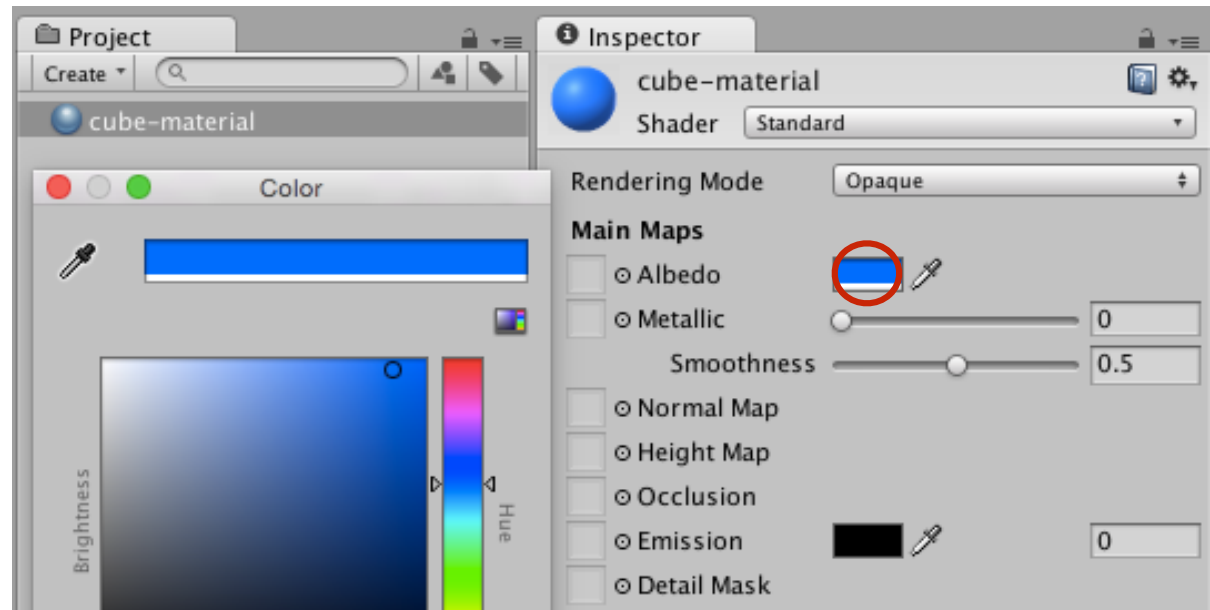 Project
Create
cube-material
Color
Brightness
Hue
Inspector
cube-material
Shader Standard
Rendering Mode Opaque
Main Maps
Albedo
Metallic 0
Smoothness 0.5
Normal Map
Height Map
Occlusion
Emission 0
Detail Mask